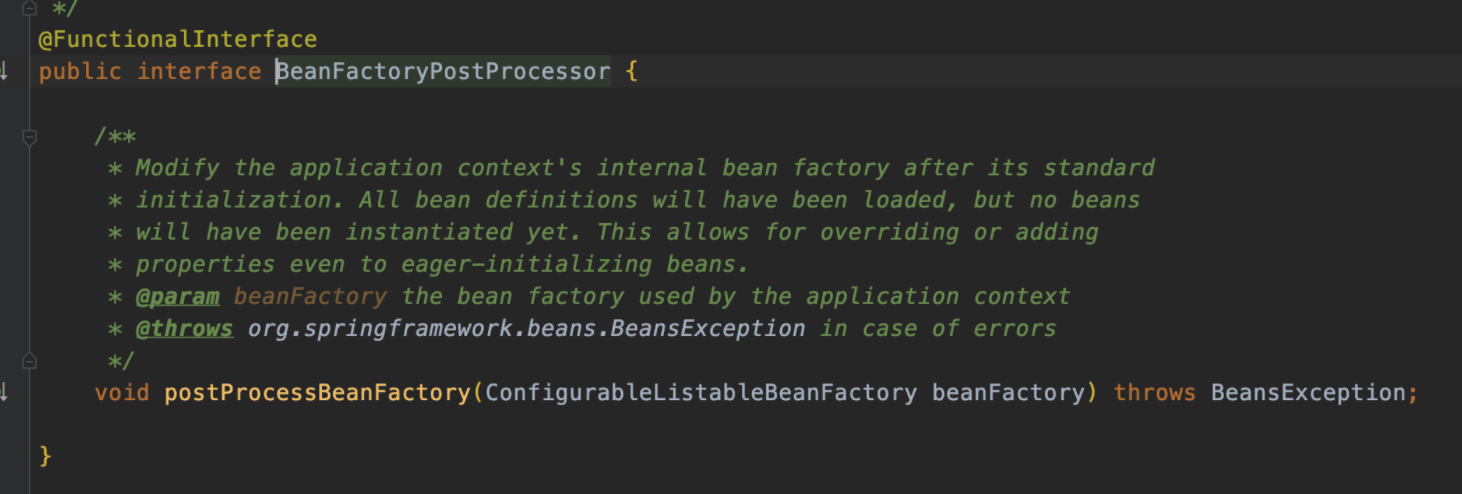 */
@FunctionalInterface
public interface BeanFactoryPostProcessor {
/**
* Modify the application context's internal bean factory after its standard
* initialization. All bean definitions will have been loaded, but no beans
* will have been instantiated yet. This allows for overriding or adding
* properties even to eager-initializing beans.
* @param beanFactory the bean factory used by the application context
* @throws org.springframework.beans.BeansException in case of errors
*/
void postProcessBeanFactory(ConfigurableListableBeanFactory beanFactory) throws BeansException;
}